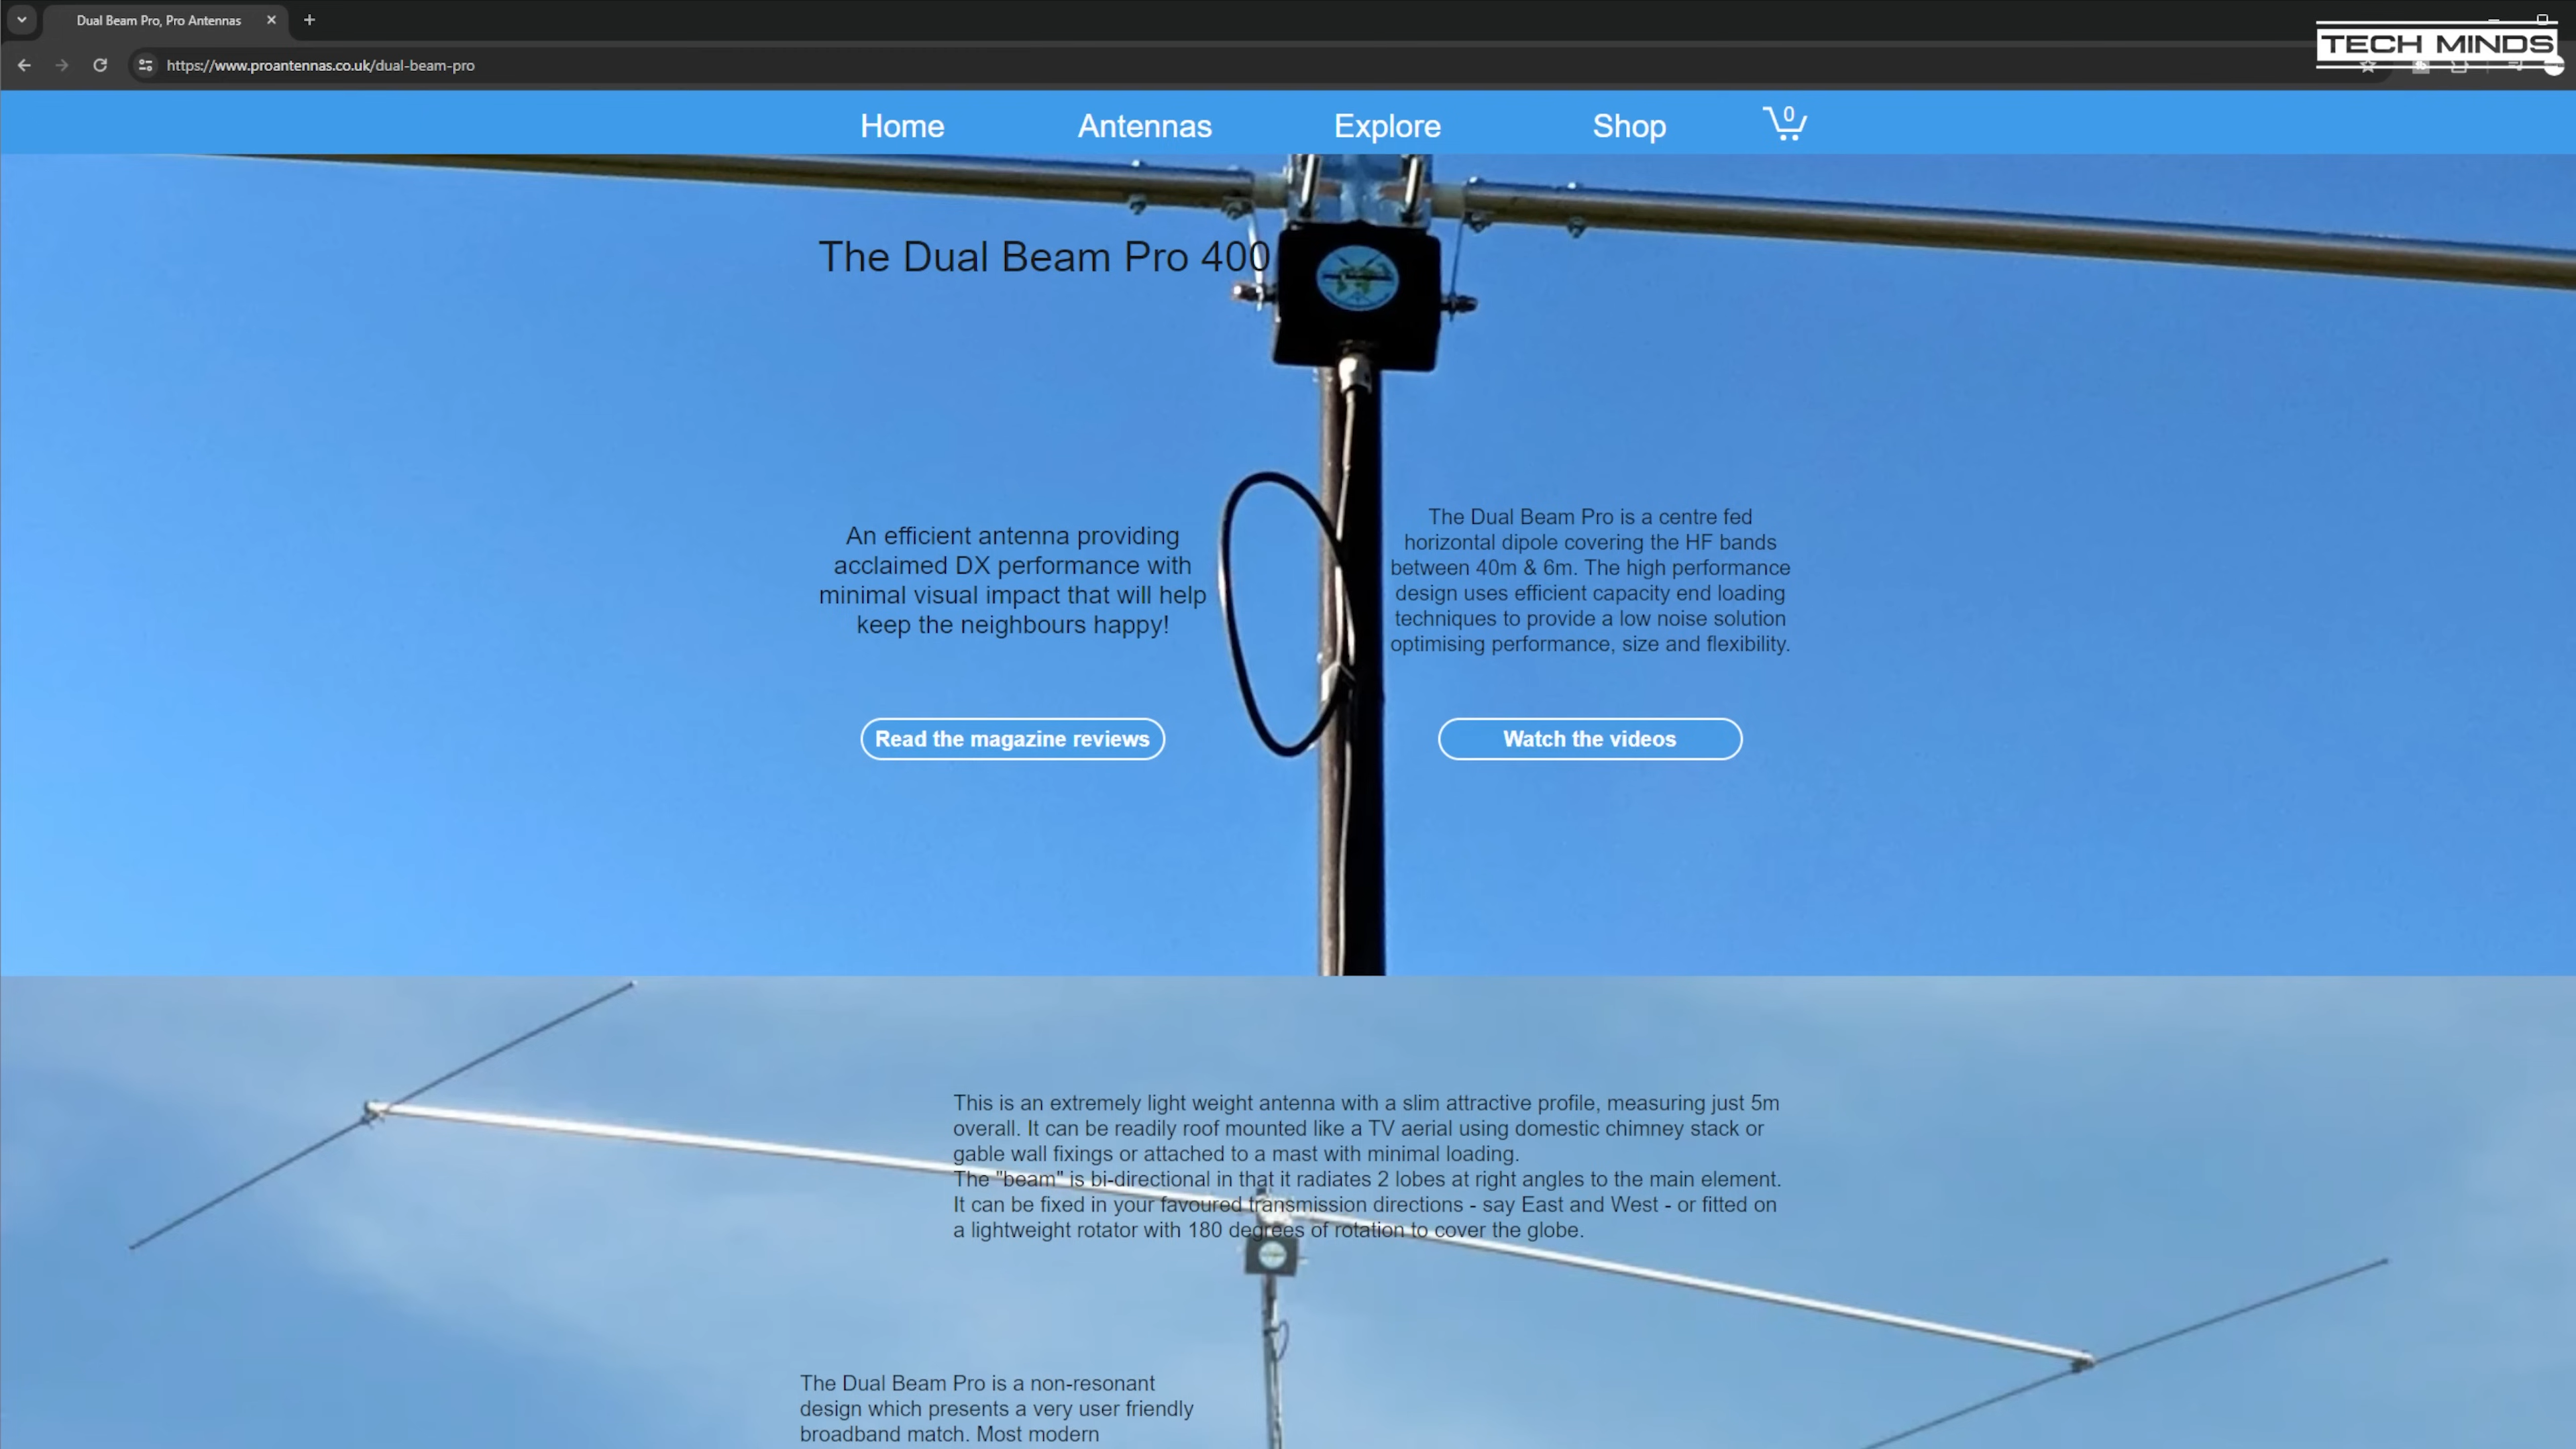 Dual Beam Pro, Pro Antennas
TECH MINDS
https://www.proantennas.co.uk/dual-beam-pro
Home
Antennas
Explore
Shop
0
The Dual Beam Pro 400
An efficient antenna providing
acclaimed DX performance with
minimal visual impact that will help
keep the neighbours happy!
The Dual Beam Pro is a centre fed
horizontal dipole covering the HF bands
between 40m & 6m. The high performance
design uses efficient capacity end loading
techniques to provide a low noise solution
optimising performance, size and flexibility.
Read the magazine reviews
Watch the videos
This is an extremely light weight antenna with a slim attractive profile, measuring just 5m
overall. It can be readily roof mounted like a TV aerial using domestic chimney stack or
gable wall fixings or attached to a mast with minimal loading.
The "beam" is bi-directional in that it radiates 2 lobes at right angles to the main element.
It can be fixed in your favoured transmission directions - say East and West - or fitted on
a lightweight rotator with 180 degrees of rotation to cover the globe.
The Dual Beam Pro is a non-resonant
design which presents a very user friendly
broadband match. Most modern